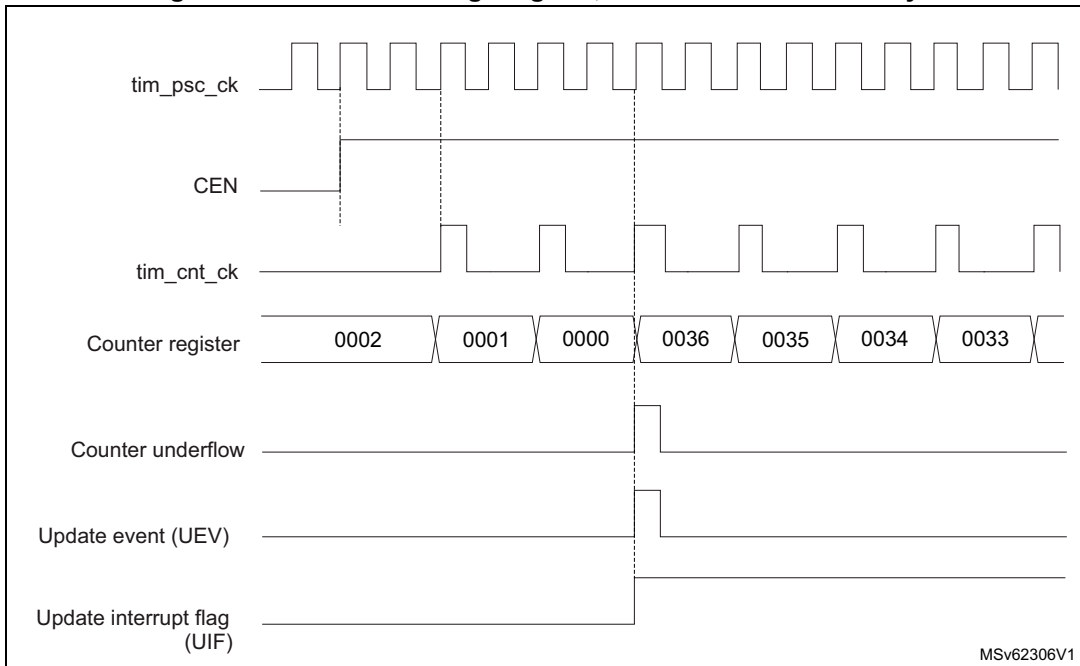 tim_psc_ck
CEN
tim_cnt_ck
Counter register 0002 0001 0000 0036 0035 0034 0033
Counter underflow
Update event (UEV)
Update interrupt flag
(UIF)
MSv62306V1